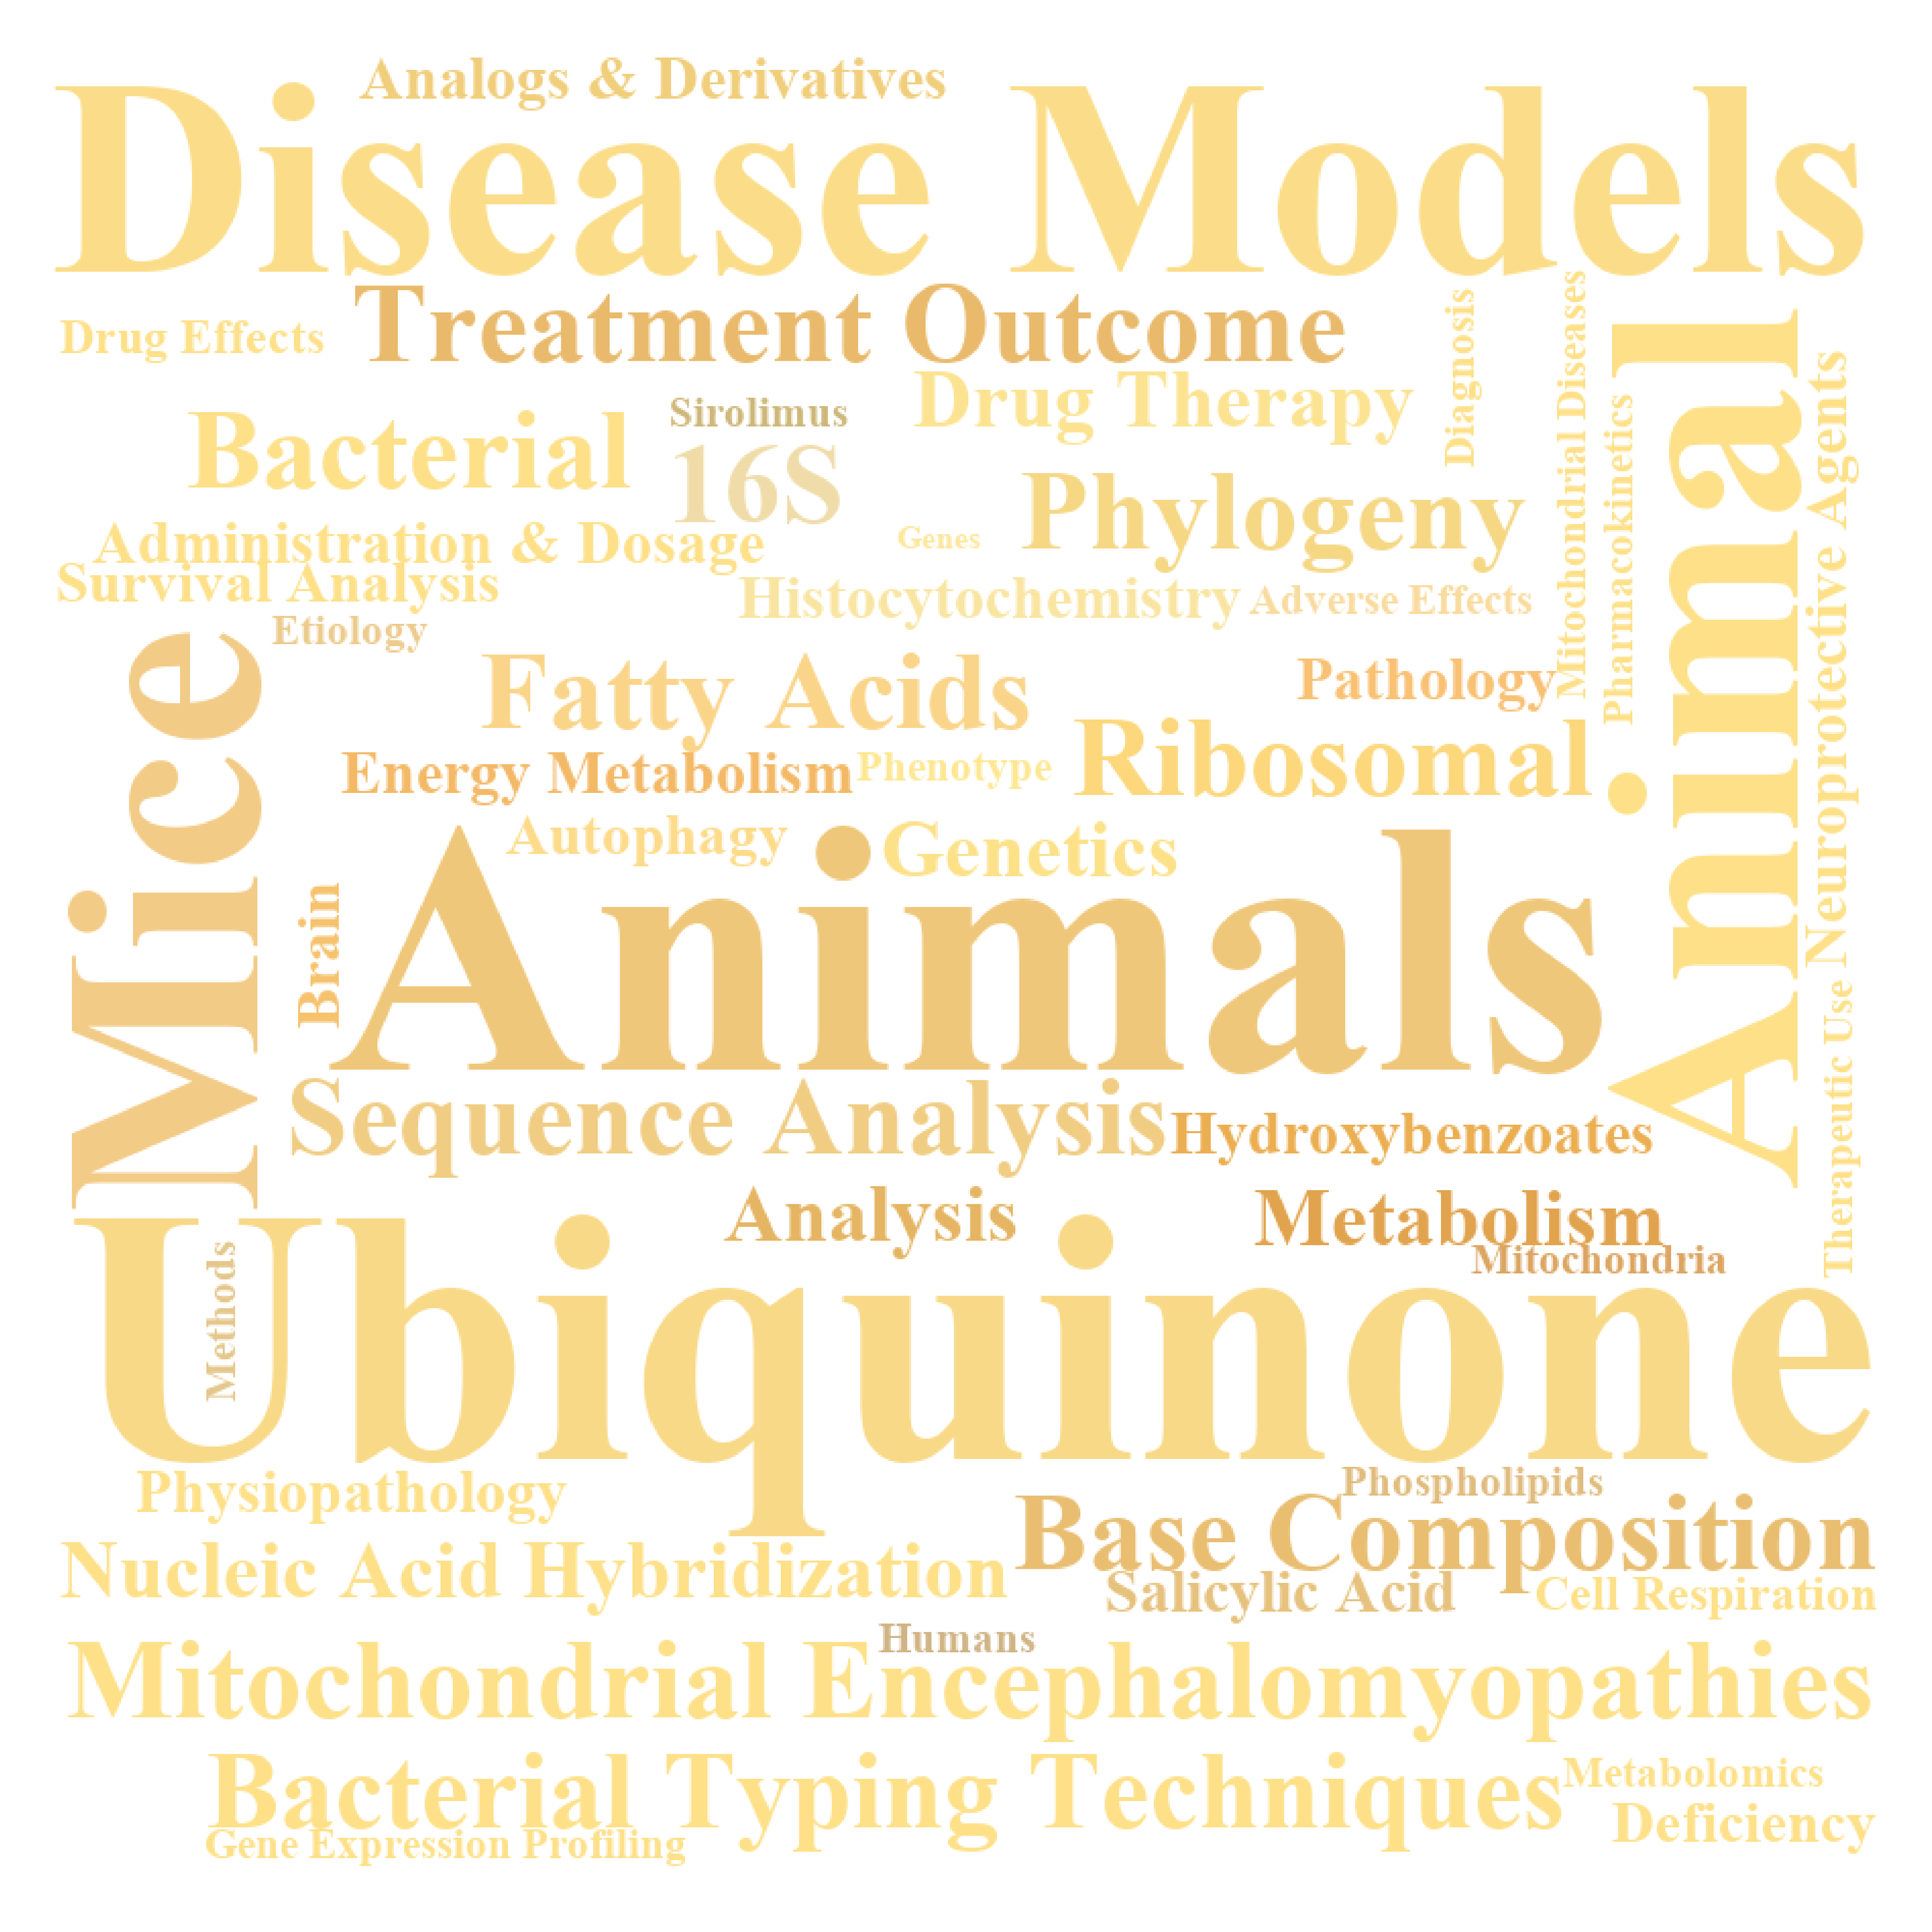 Analogs & Derivatives
Disease Models
Treatment Outcome
Drug Effects
Diagnosis
Mitochondrial Diseases
Animal
Drug Therapy
Neuroprotective Agents
Pharmacokinetics
Sirolimus
Bacterial
16S
Phylogeny
Administration & Dosage
Genes
Survival Analysis
Histocytochemistry
Adverse Effects
Etiology
Mice
Fatty Acids
Pathology
Ribosomal
Energy Metabolism
Phenotype
Autophagy
Genetics
Animals
Brain
Therapeutic Use
Sequence Analysis
Hydroxybenzoates
Analysis
Metabolism
Mitochondria
Ubiquinone
Methods
Physiopathology
Phospholipids
Base Composition
Nucleic Acid Hybridization
Salicylic Acid
Cell Respiration
Humans
Mitochondrial Encephalomyopathies
Bacterial Typing Techniques
Metabolomics
Deficiency
Gene Expression Profiling